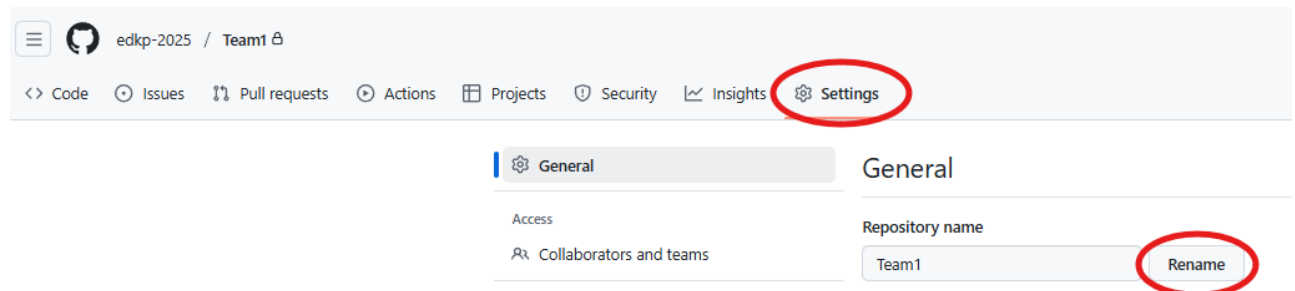 edkp-2025 / Team1
Code Issues Pull requests Actions Projects Security Insights Settings
General
General
Access
Collaborators and teams
Repository name
Team1 Rename